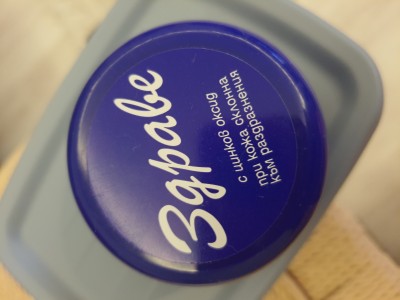 Здраве
с цинков оксид
при кожа склонна
към раздразнения